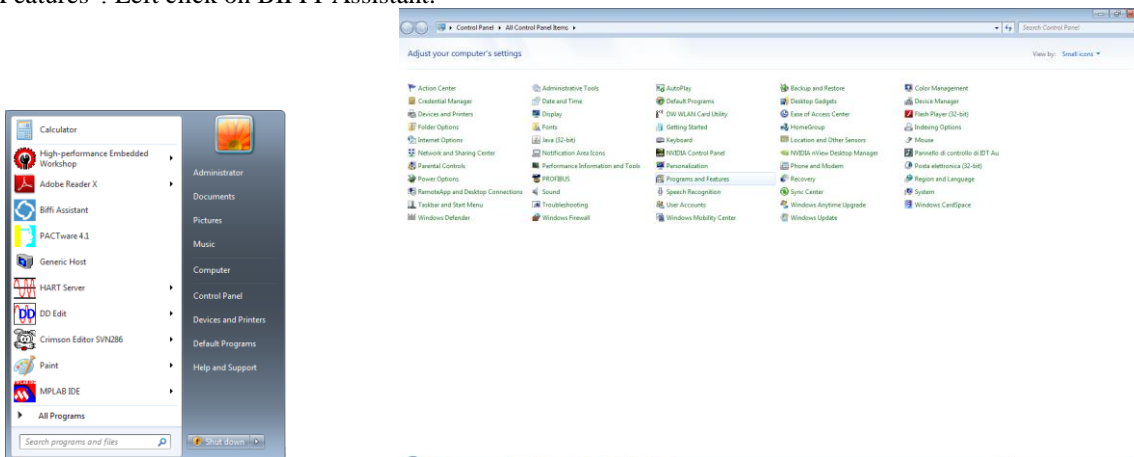 Features". Left click on BIFFI Assistant.
Calculator
High-performance Embedded
Workshop
Adobe Reader X
Biffi Assistant
PACTware 4.1
Generic Host
HART Server
DD Edit
Crimson Editor SVN286
Paint
MPLAB IDE
All Programs
Search programs and files
Administrator
Documents
Pictures
Music
Computer
Control Panel
Devices and Printers
Default Programs
Help and Support
Shut down
Control Panel ▸ All Control Panel Items ▸
Search Control Panel
Adjust your computer's settings
View by: Small icons
Action Center
Administrative Tools
AutoPlay
Backup and Restore
Color Management
Credential Manager
Date and Time
Default Programs
Desktop Gadgets
Device Manager
Devices and Printers
Display
DW WLAN Card Utility
Ease of Access Center
Flash Player (32-bit)
Folder Options
Fonts
Getting Started
HomeGroup
Indexing Options
Internet Options
Java (32-bit)
Keyboard
Location and Other Sensors
Mouse
Network and Sharing Center
Notification Area Icons
NVIDIA Control Panel
NVIDIA nView Desktop Manager
Pannello di controllo di IDT Au
Parental Controls
Performance Information and Tools
Personalization
Phone and Modem
Posta elettronica (32-bit)
Power Options
PROFIBUS
Programs and Features
Recovery
Region and Language
RemoteApp and Desktop Connections
Sound
Speech Recognition
Sync Center
System
Taskbar and Start Menu
Troubleshooting
User Accounts
Windows Anytime Upgrade
Windows CardSpace
Windows Defender
Windows Firewall
Windows Mobility Center
Windows Update